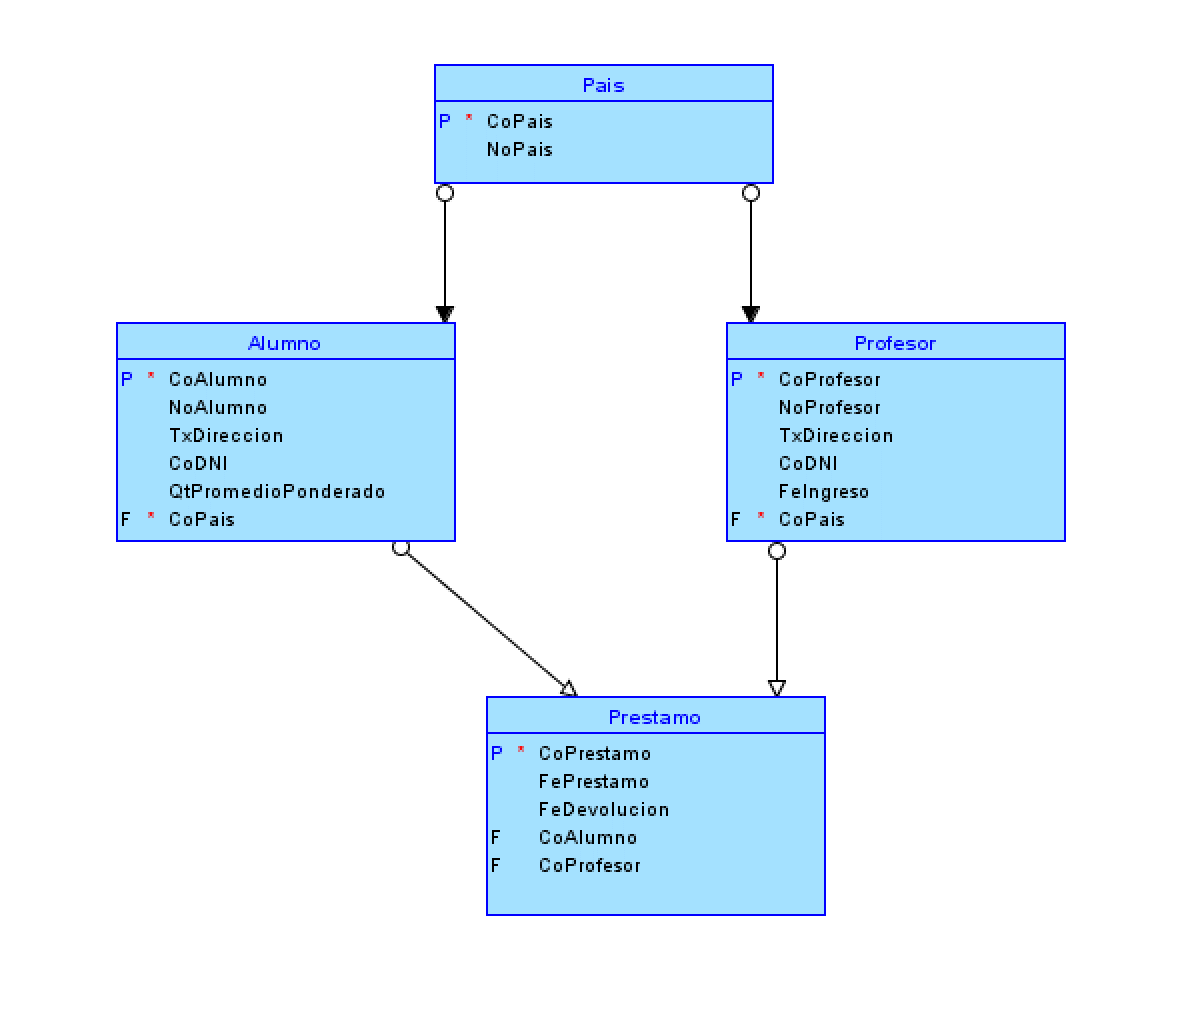 Pais
P * CoPais
NoPais
Alumno
P * CoAlumno
NoAlumno
TxDireccion
CoDNI
QtPromedioPonderado
F * CoPais
Profesor
P * CoProfesor
NoProfesor
TxDireccion
CoDNI
FeIngreso
F * CoPais
Prestamo
P * CoPrestamo
FePrestamo
FeDevolucion
F CoAlumno
F CoProfesor